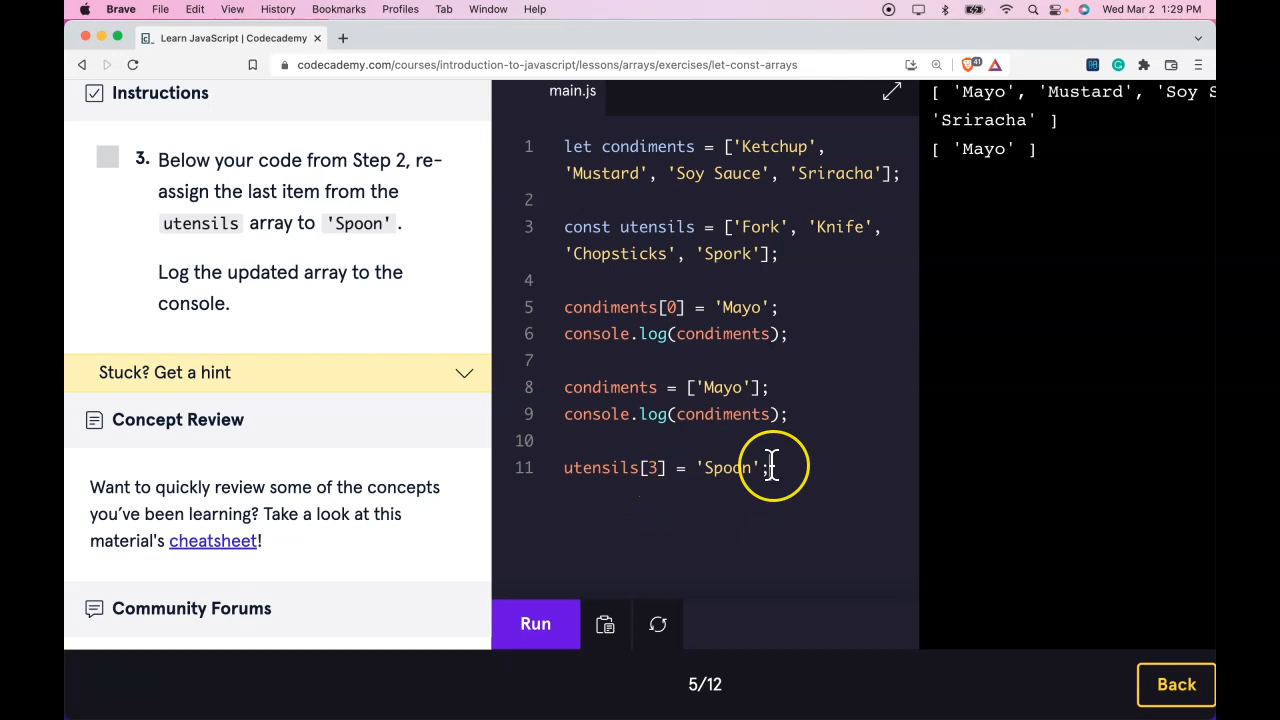 Brave File Edit View History Bookmarks Profiles Tab Window Help Wed Mar 2 1:29 PM
Learn JavaScript | Codecademy
codecademy.com/courses/introduction-to-javascript/lessons/arrays/exercises/let-const-arrays 41
Instructions
3. Below your code from Step 2, re-
assign the last item from the
utensils array to 'Spoon'.
Log the updated array to the
console.
Stuck? Get a hint
Concept Review
Want to quickly review some of the concepts
you've been learning? Take a look at this
material's cheatsheet!
Community Forums
main.js
1 let condiments = ['Ketchup',
'Mustard', 'Soy Sauce', 'Sriracha'];
2
3 const utensils = ['Fork', 'Knife',
'Chopsticks', 'Spork'];
4
5 condiments[0] = 'Mayo';
6 console.log(condiments);
7
8 condiments = ['Mayo'];
9 console.log(condiments);
10
11 utensils[3] = 'Spoon';
Run
[ 'Mayo', 'Mustard', 'Soy S
'Sriracha' ]
[ 'Mayo' ]
5/12
Back